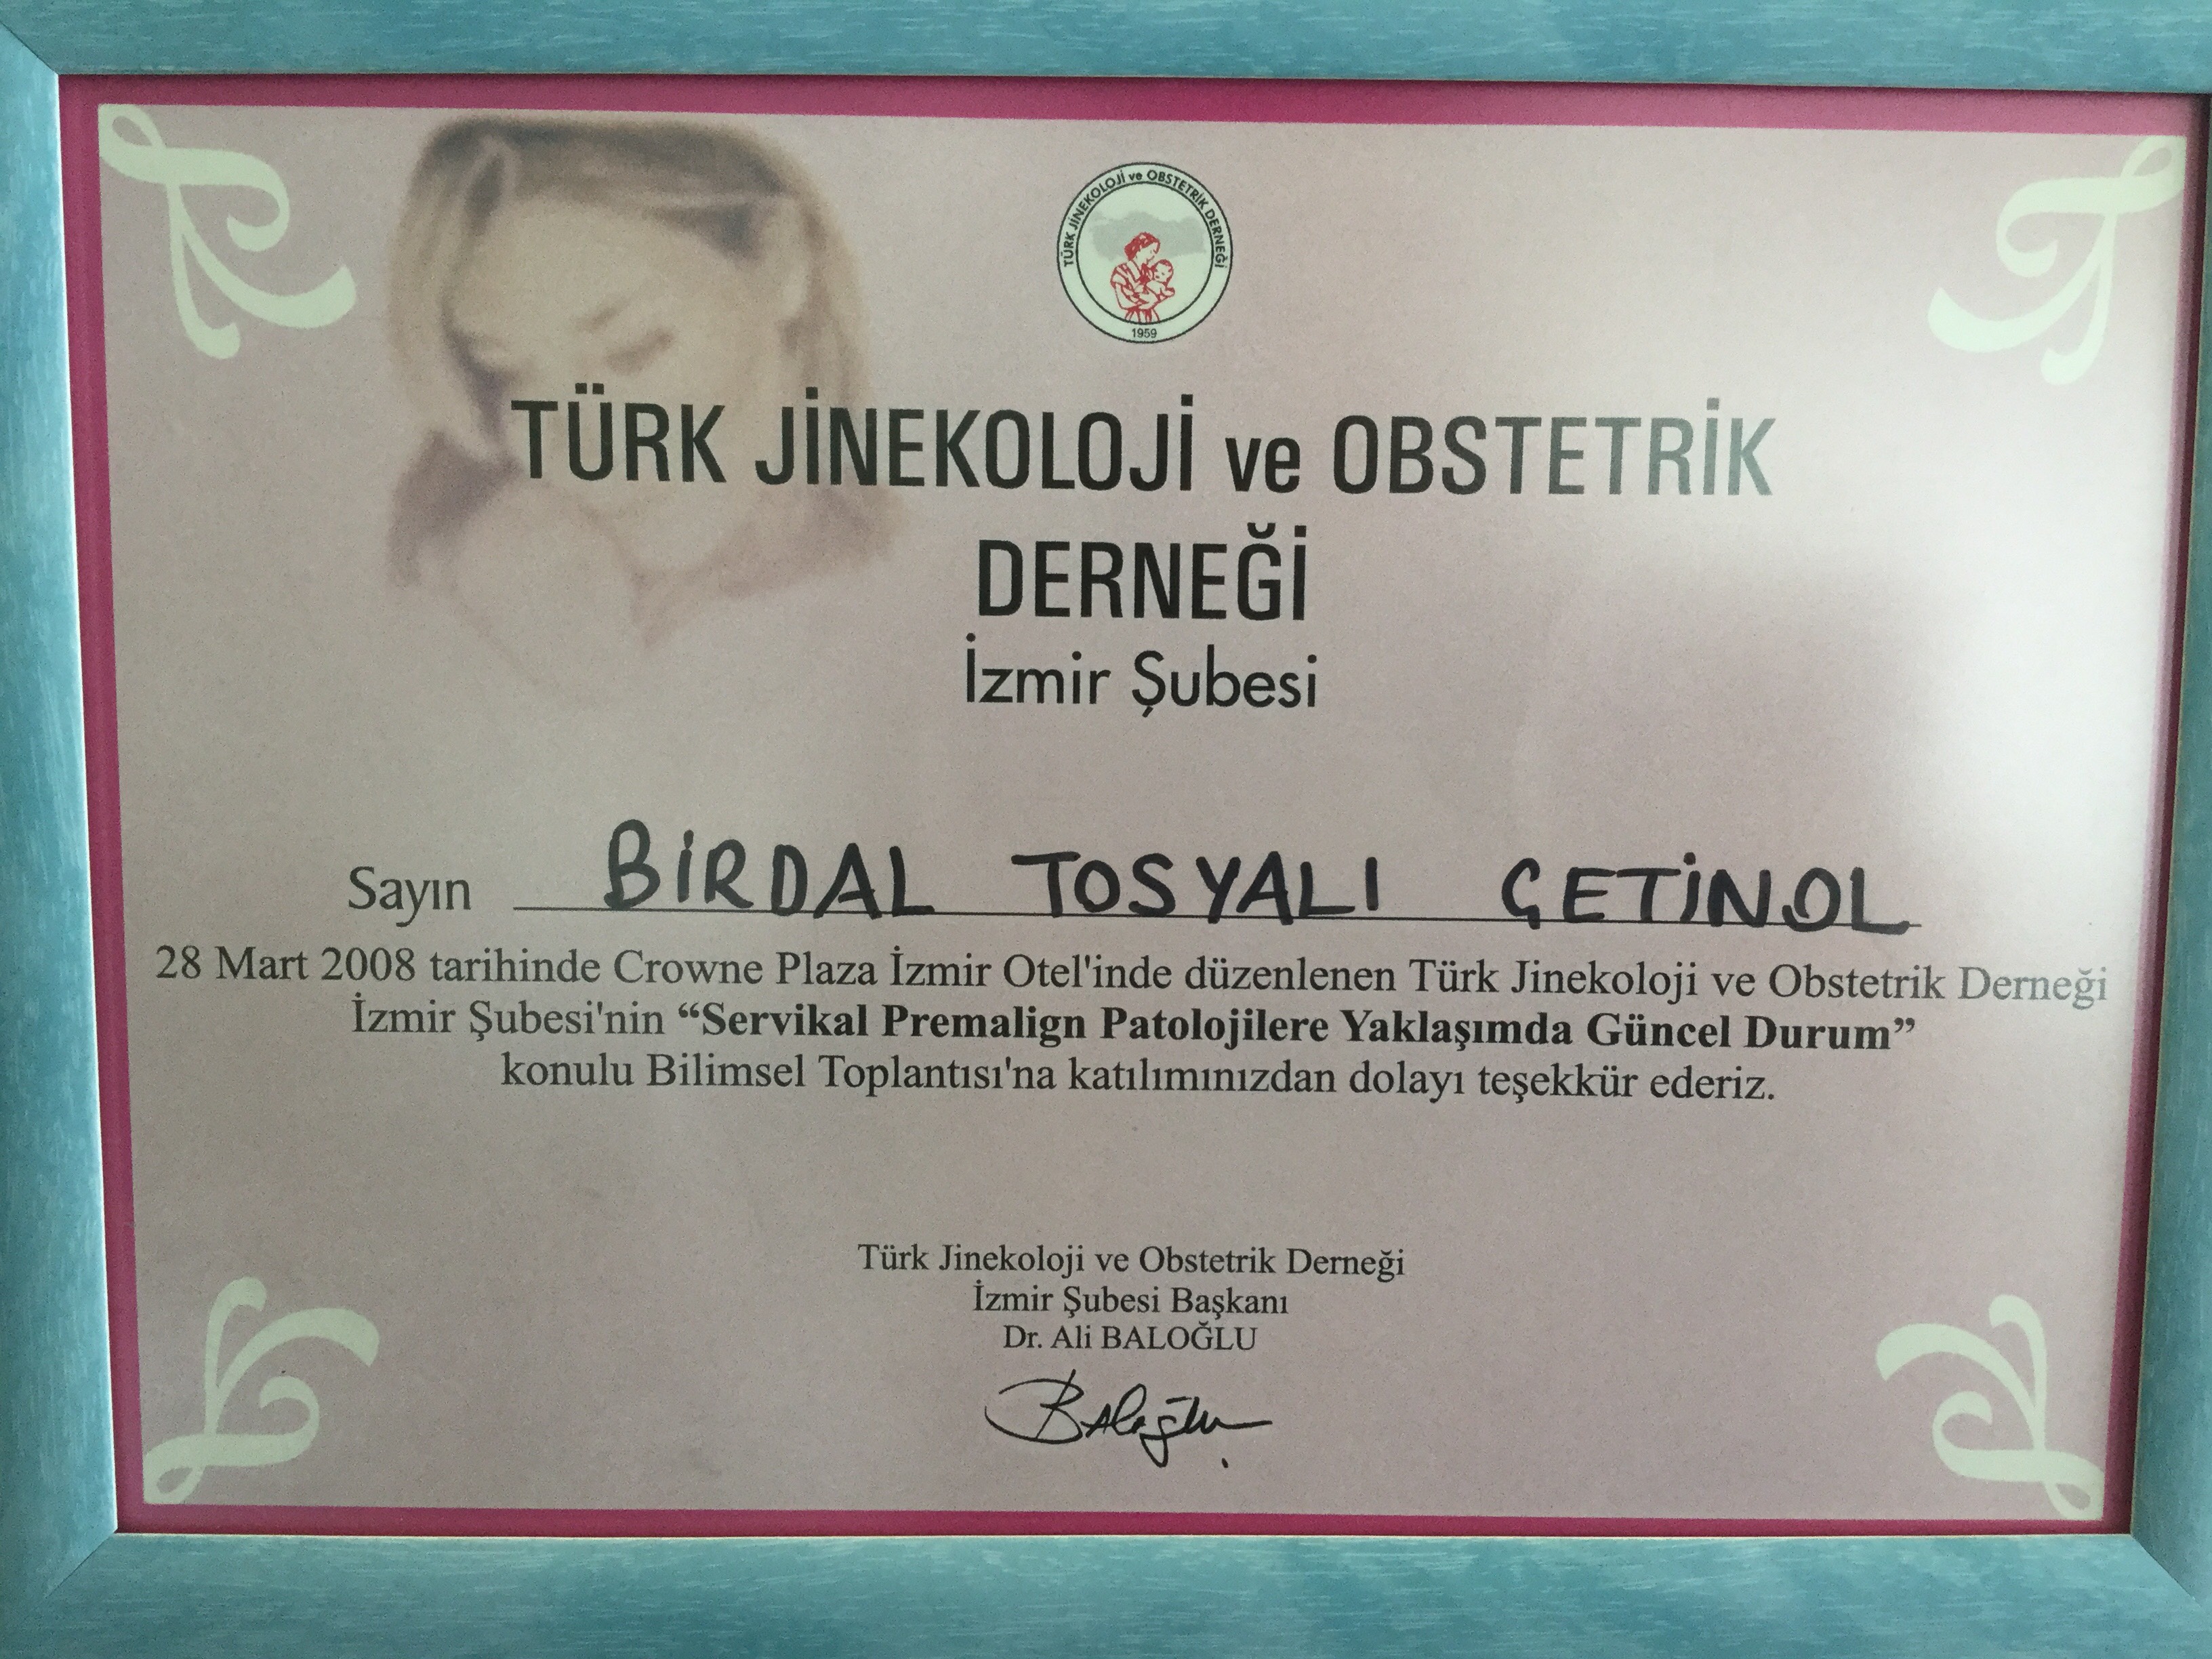 TÜRK JİNEKOLOJİ ve OBSTETRİK DERNEĞİ
1959
TÜRK JİNEKOLOJİ ve OBSTETRİK
DERNEĞİ
İzmir Şubesi
Sayın BİRDAL TOSYALI ÇETİNOL
28 Mart 2008 tarihinde Crowne Plaza İzmir Otel'inde düzenlenen Türk Jinekoloji ve Obstetrik Derneği
İzmir Şubesi'nin “Servikal Premalign Patolojilere Yaklaşımda Güncel Durum”
konulu Bilimsel Toplantısı'na katılımınızdan dolayı teşekkür ederiz.
Türk Jinekoloji ve Obstetrik Derneği
İzmir Şubesi Başkanı
Dr. Ali BALOĞLU
Baloğlu